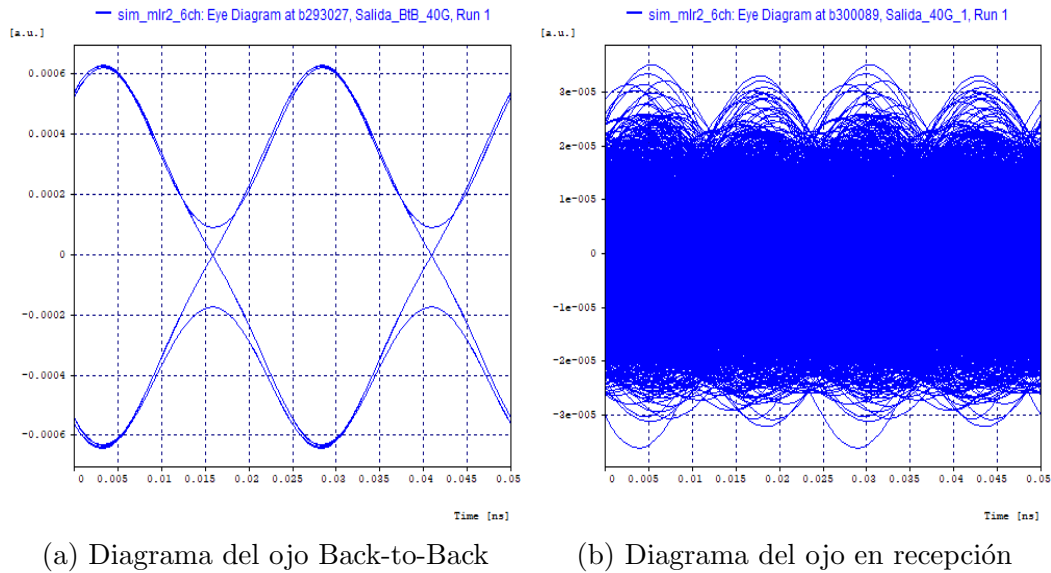 sim_mlr2_6ch: Eye Diagram at b293027, Salida_BtB_40G, Run 1
[a.u.]
0.0006
0.0004
0.0002
0
-0.0002
-0.0004
-0.0006
0 0.005 0.01 0.015 0.02 0.025 0.03 0.035 0.04 0.045 0.05
Time [ns]
(a) Diagrama del ojo Back-to-Back
sim_mlr2_6ch: Eye Diagram at b300089, Salida_40G_1, Run 1
[a.u.]
3e-005
2e-005
1e-005
0
-1e-005
-2e-005
-3e-005
0 0.005 0.01 0.015 0.02 0.025 0.03 0.035 0.04 0.045 0.05
Time [ns]
(b) Diagrama del ojo en recepción